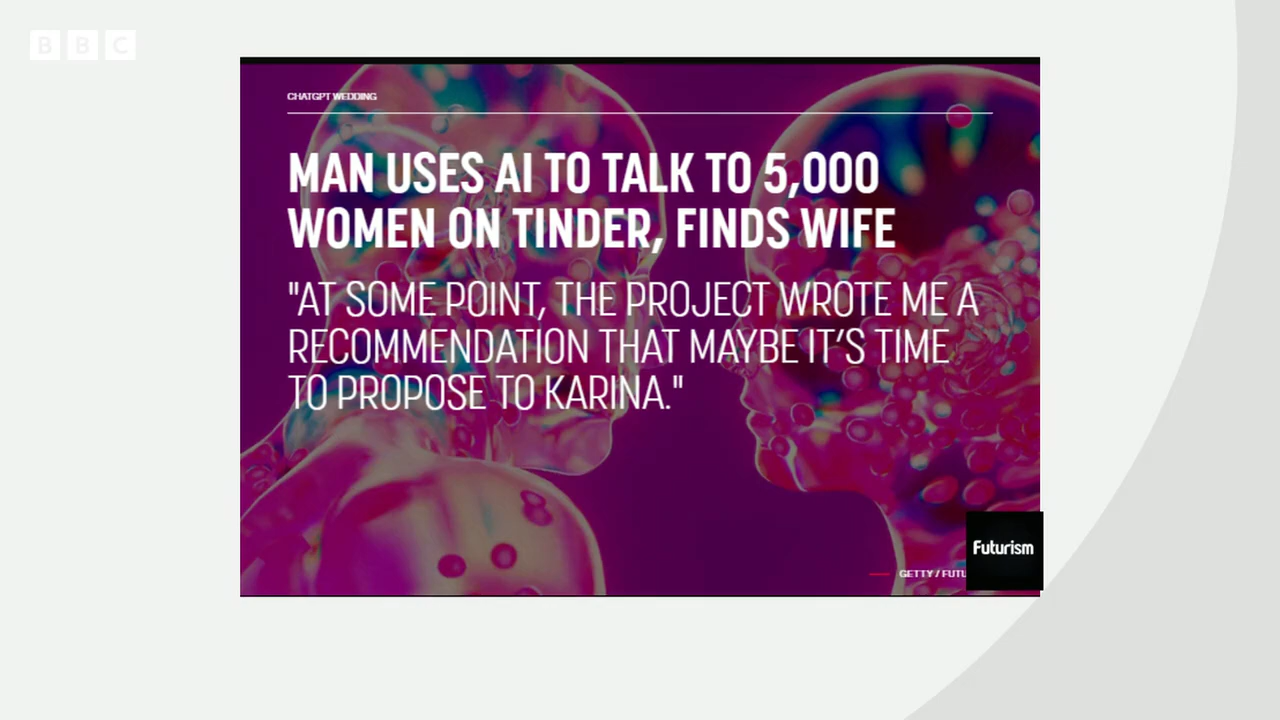 BBC
CHATGPT WEDDING
MAN USES AI TO TALK TO 5,000
WOMEN ON TINDER, FINDS WIFE
"AT SOME POINT, THE PROJECT WROTE ME A
RECOMMENDATION THAT MAYBE IT'S TIME
TO PROPOSE TO KARINA."
Futurism
GETTY /